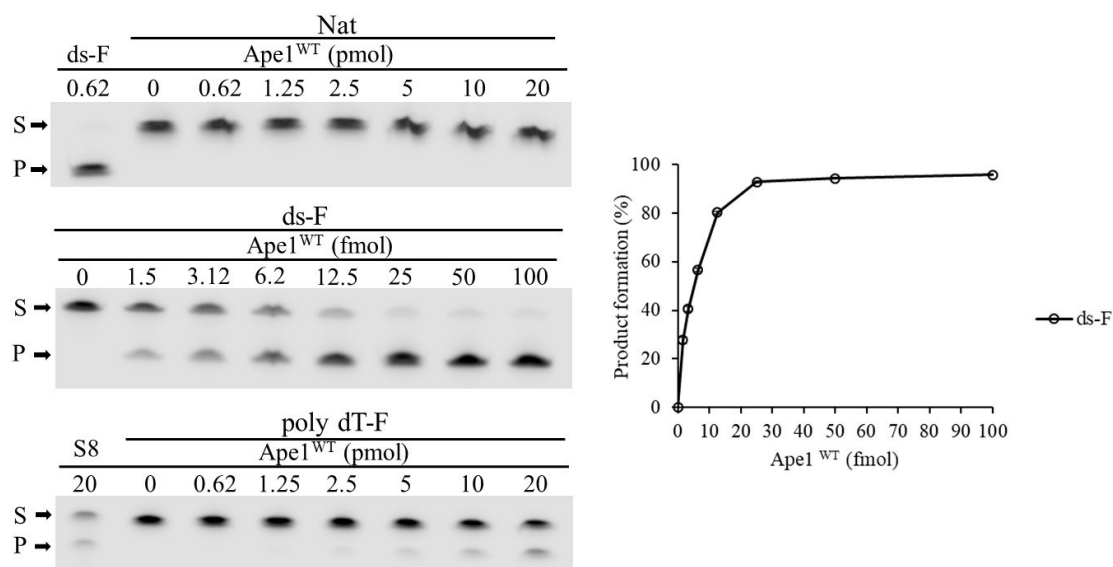 Nat
ds-F Ape1WT (pmol)
0.62 0 0.62 1.25 2.5 5 10 20
S
P
ds-F
Ape1WT (fmol)
0 1.5 3.12 6.2 12.5 25 50 100
S
P
poly dT-F
S8 Ape1WT (pmol)
20 0 0.62 1.25 2.5 5 10 20
S
P
Product formation (%)
100
80
60
40
20
0
0 10 20 30 40 50 60 70 80 90 100
Ape1 WT (fmol)
ds-F